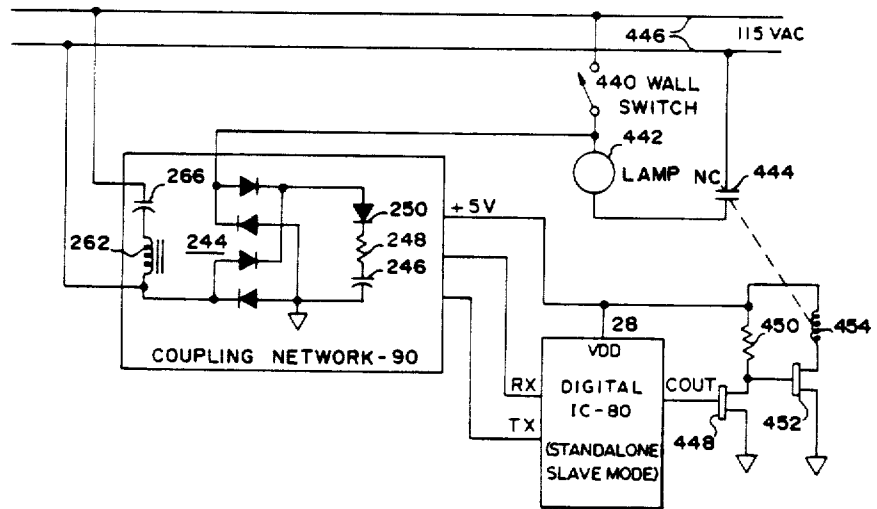 446
115 VAC
440 WALL
SWITCH
442
LAMP
NC
444
266
262
244
250
248
246
+5V
COUPLING NETWORK-90
28
VDD
450
454
RX
TX
DIGITAL
IC-80
(STANDALONE
SLAVE MODE)
COUT
448
452